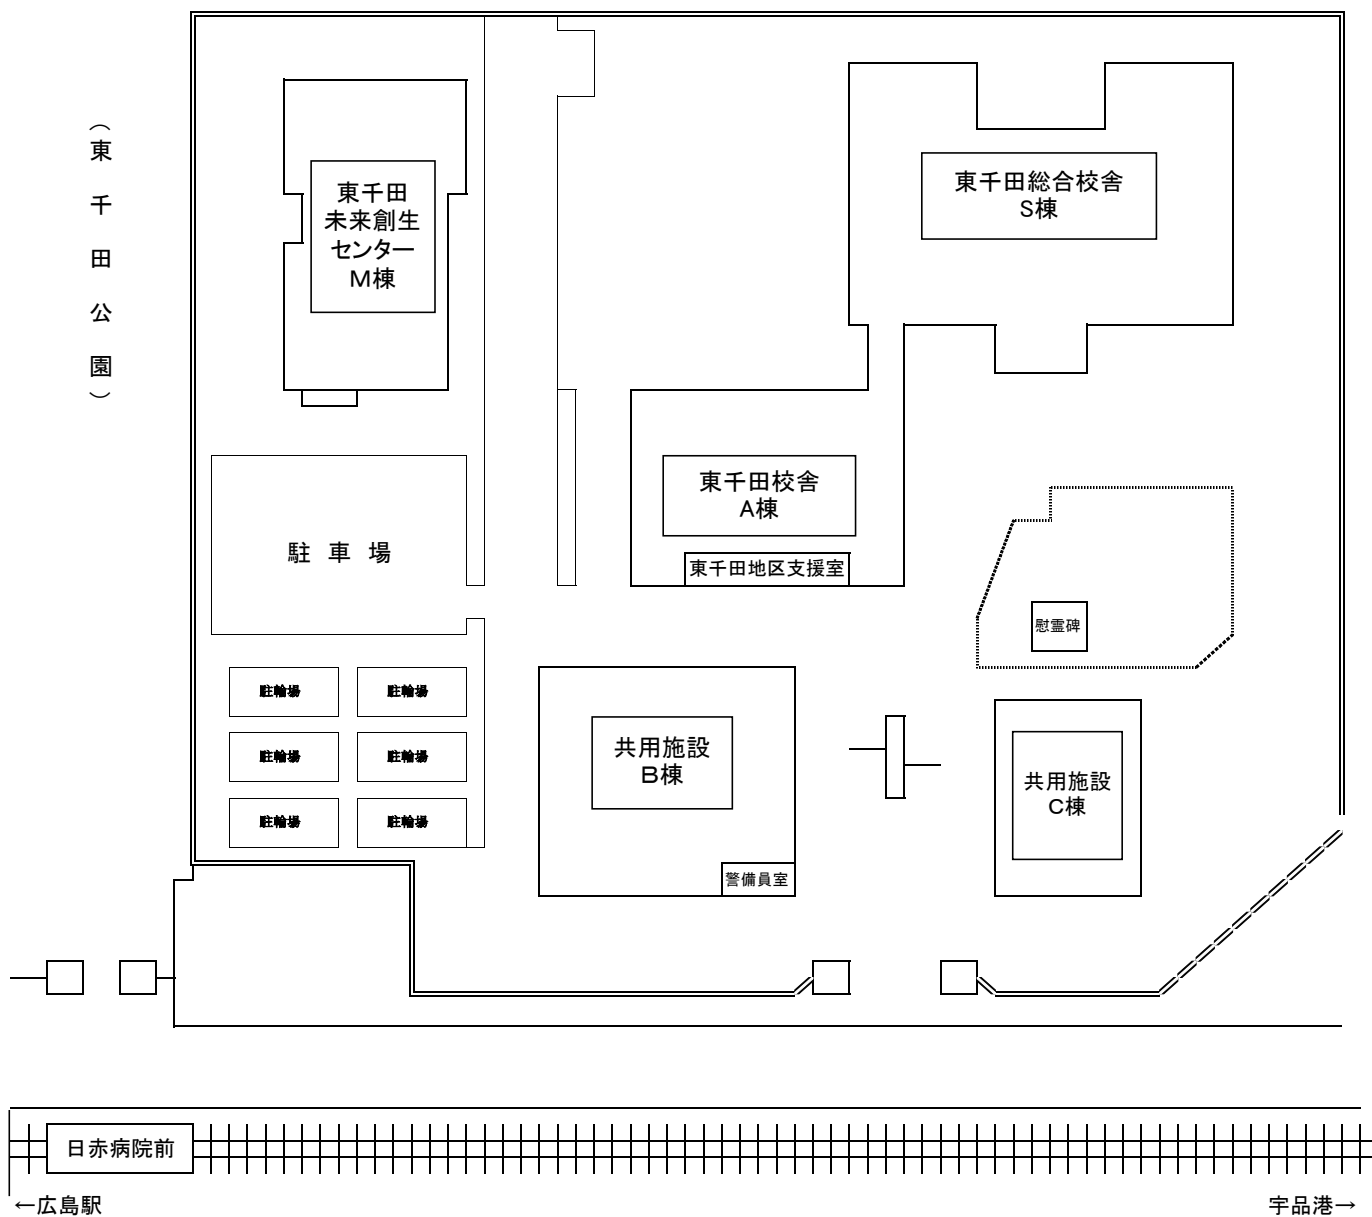 （東千田公園）
東千田
未来創生
センター
M棟
東千田総合校舎
S棟
東千田校舎
A棟
東千田地区支援室
駐車場
慰霊碑
駐輪場
駐輪場
駐輪場
駐輪場
駐輪場
駐輪場
共用施設
B棟
警備員室
共用施設
C棟
日赤病院前
←広島駅
宇品港→